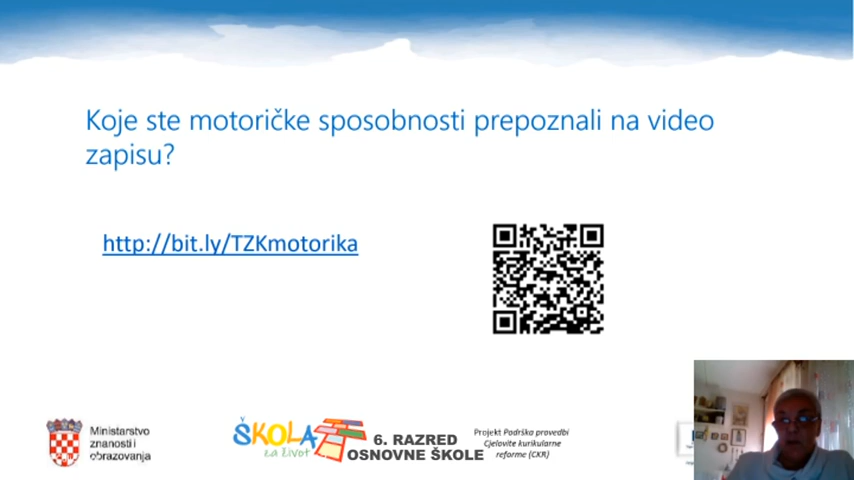 Koje ste motoričke sposobnosti prepoznali na video
zapisu?
http://bit.ly/TZKmotorika
Ministarstvo
znanosti i
obrazovanja
ŠKOLA
za život
6. RAZRED
OSNOVNE ŠKOLE
Projekt Podrška provedbi
Cjelovite kurikularne
reforme (CKR)